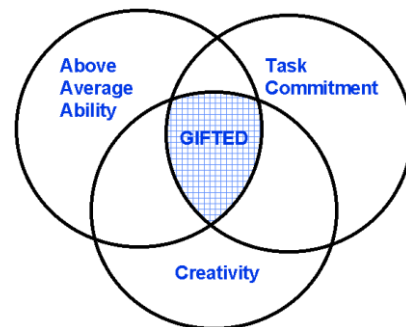 Above
Average
Ability
Task
Commitment
GIFTED
Creativity